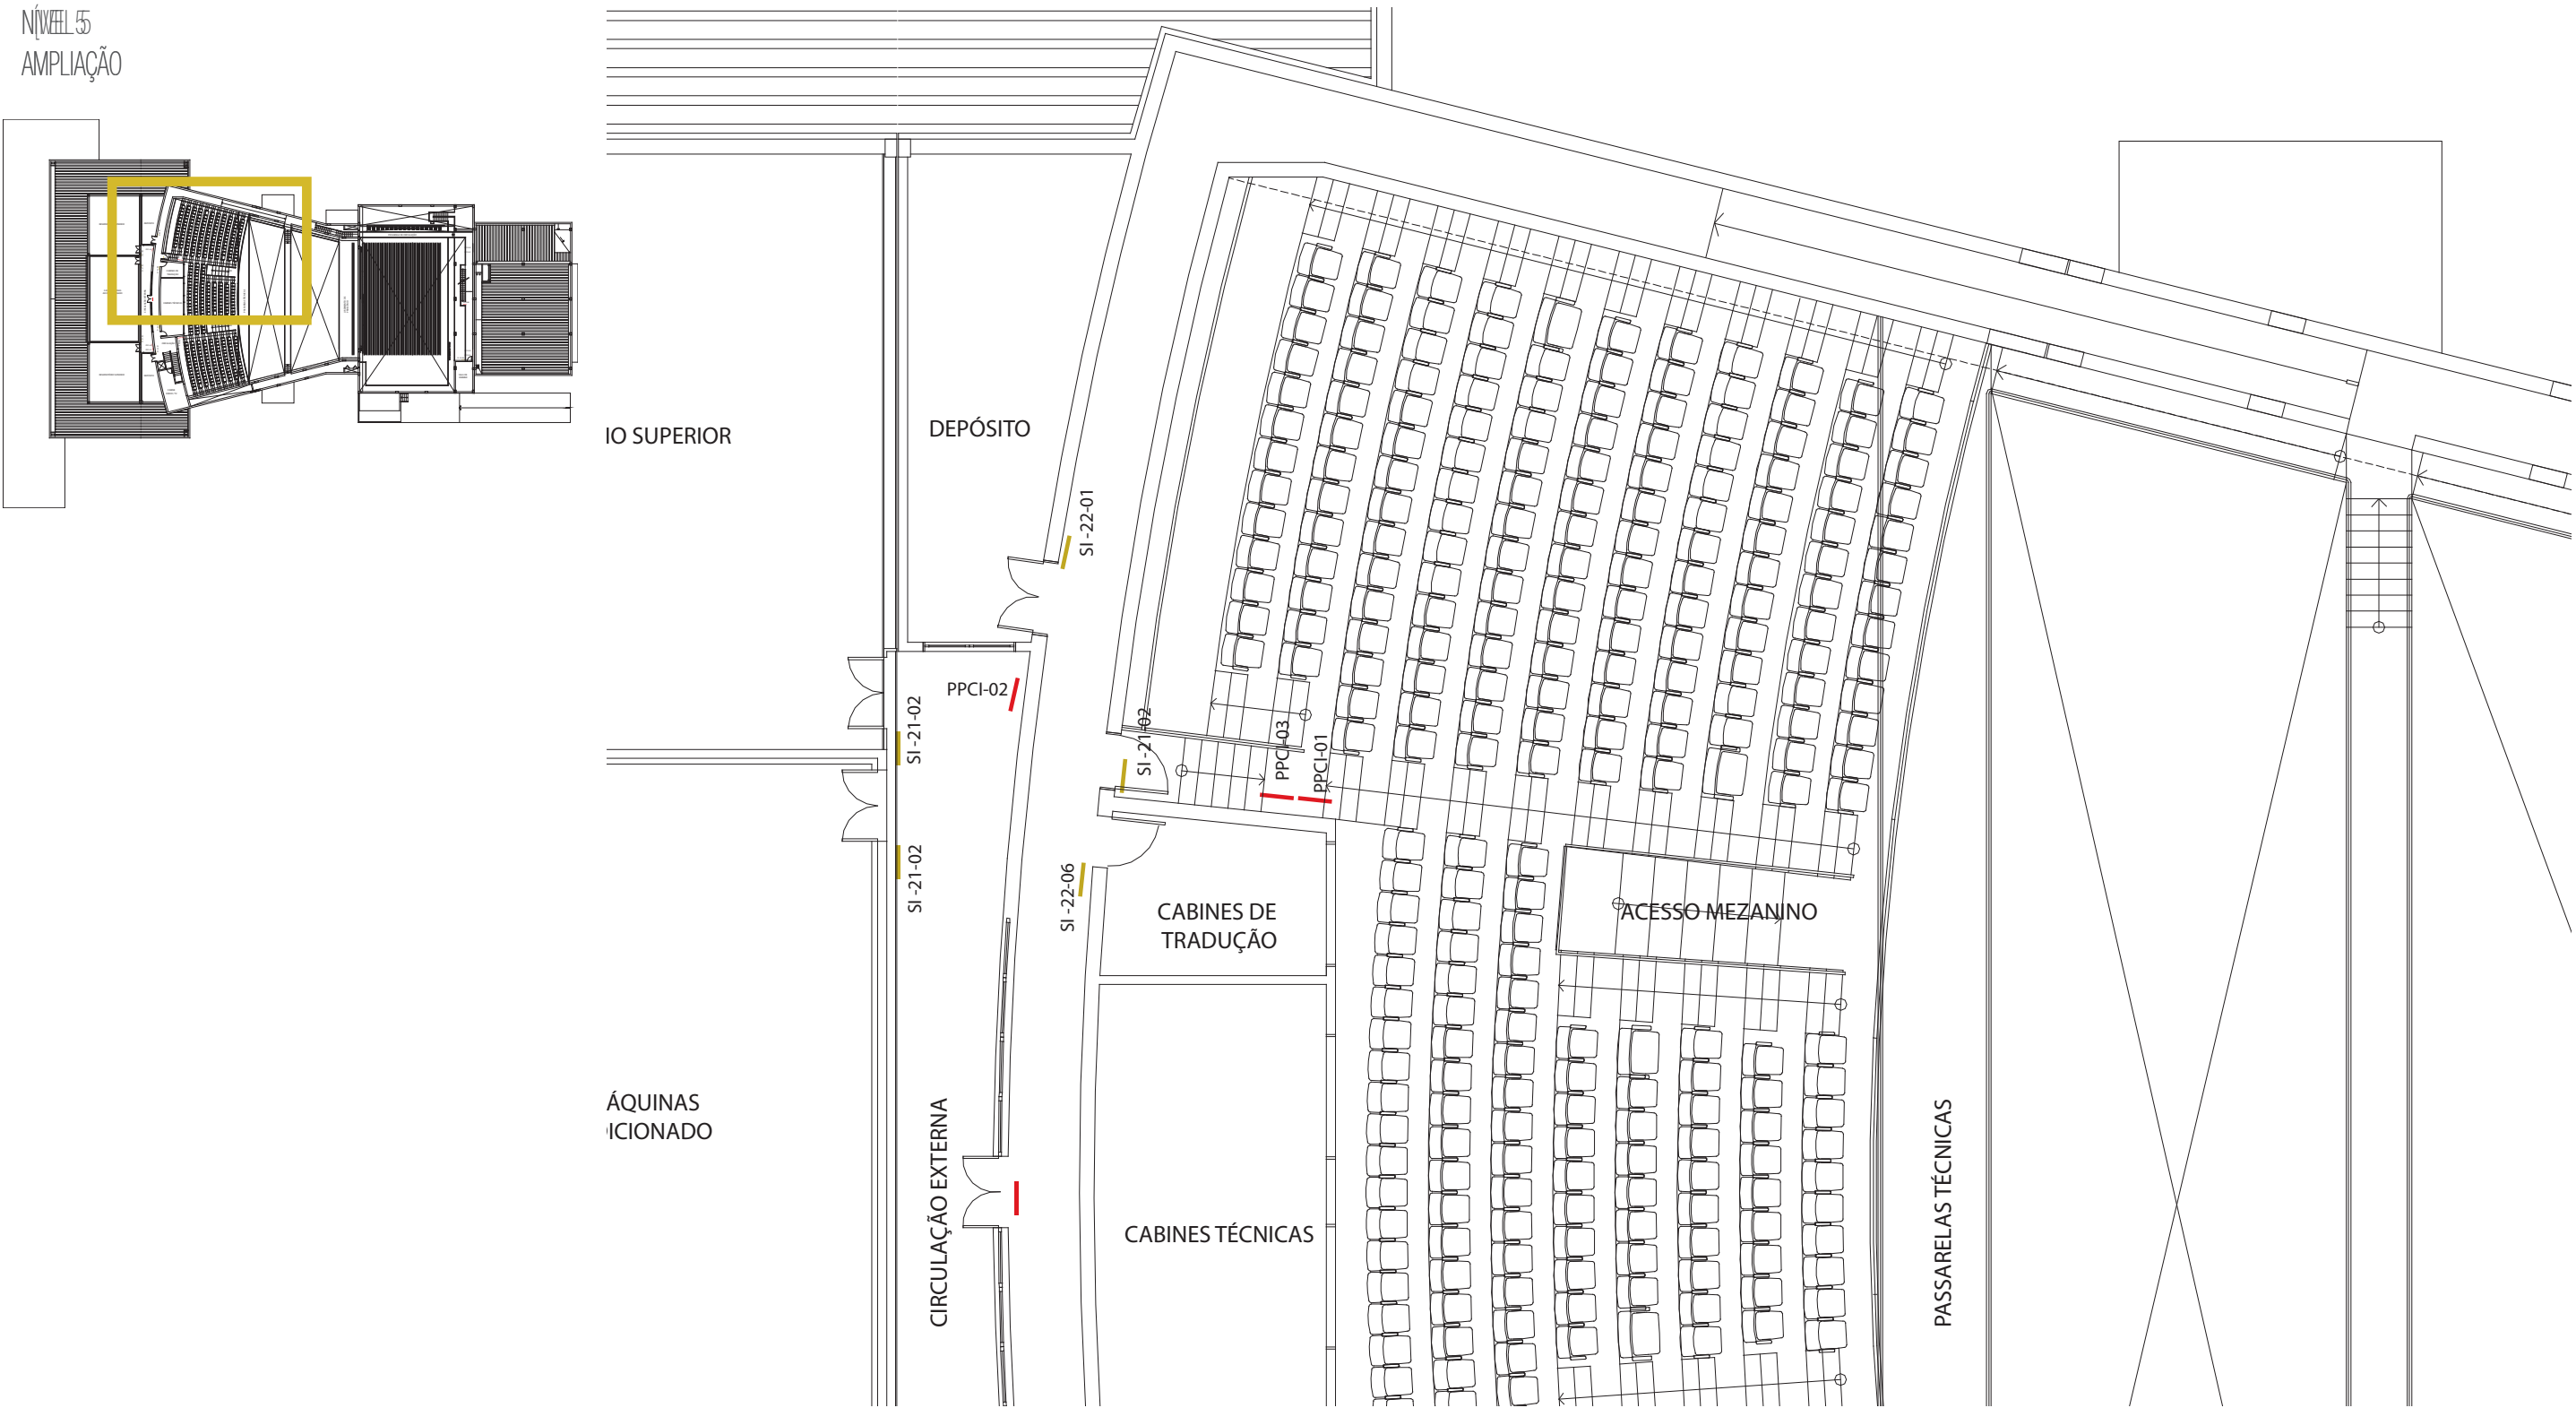 AMPLIAÇÃO
IO SUPERIOR
DEPÓSITO
SI -22-01
PPCI-02
SI -21-02
SI -21-02
PPCI-03
PPCI-01
SI -21-02
SI -22-06
CABINES DE
TRADUÇÃO
ACESSO MEZANINO
ÁQUINAS
ICIONADO
CIRCULAÇÃO EXTERNA
CABINES TÉCNICAS
PASSARELAS TÉCNICAS